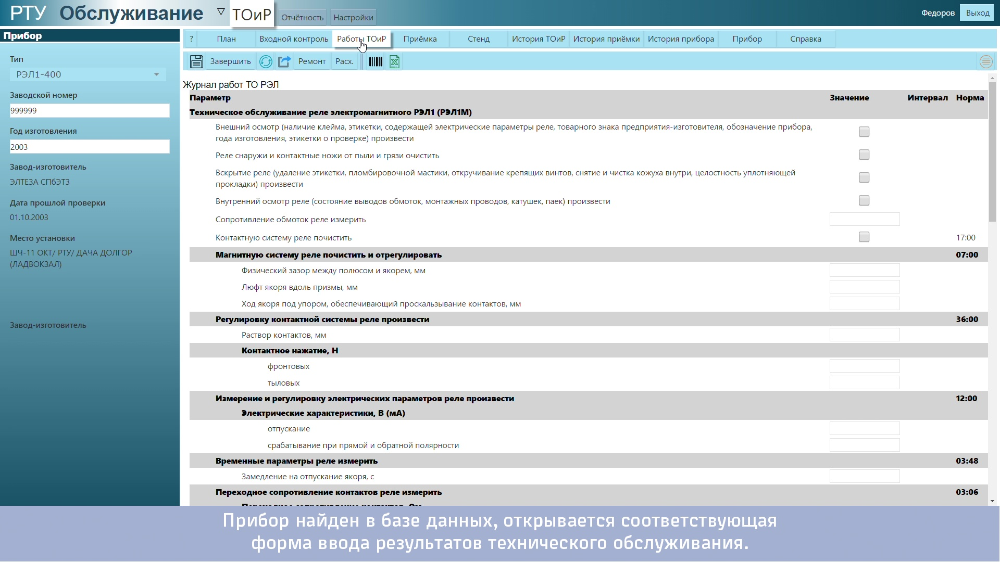 РТУ Обслуживание ▽ ТОиР Отчётность Настройки Федоров Выход
Прибор
? План Входной контроль Работы ТОиР Приёмка Стенд История ТОиР История приёмки История прибора Прибор Справка
Завершить Ремонт Расх.
Тип
РЭЛ1-400
Заводской номер
999999
Год изготовления
2003
Завод-изготовитель
ЭЛТЕЗА СПбЭТЗ
Дата прошлой проверки
01.10.2003
Место установки
ШЧ-11 ОКТ/ РТУ/ ДАЧА ДОЛГОР
(ЛАДВОКЗАЛ)
Завод-изготовитель
Журнал работ ТО РЭЛ
Параметр Значение Интервал Норма
Техническое обслуживание реле электромагнитного РЭЛ1 (РЭЛ1М)
Внешний осмотр (наличие клейма, этикетки, содержащей электрические параметры реле, товарного знака предприятия-изготовителя, обозначение прибора,
года изготовления, этикетки о проверке) произвести
Реле снаружи и контактные ножи от пыли и грязи очистить
Вскрытие реле (удаление этикетки, пломбировочной мастики, откручивание крепящих винтов, снятие и чистка кожуха внутри, целостность уплотняющей
прокладки) произвести
Внутренний осмотр реле (состояние выводов обмоток, монтажных проводов, катушек, паек) произвести
Сопротивление обмоток реле измерить
Контактную систему реле почистить 17:00
Магнитную систему реле почистить и отрегулировать 07:00
Физический зазор между полюсом и якорем, мм
Люфт якоря вдоль призмы, мм
Ход якоря под упором, обеспечивающий проскальзывание контактов, мм
Регулировку контактной системы реле произвести 36:00
Раствор контактов, мм
Контактное нажатие, Н
фронтовых
тыловых
Измерение и регулировку электрических параметров реле произвести 12:00
Электрические характеристики, В (мА)
отпускание
срабатывание при прямой и обратной полярности
Временные параметры реле измерить 03:48
Замедление на отпускание якоря, с
Переходное сопротивление контактов реле измерить 03:06
Прибор найден в базе данных, открывается соответствующая
форма ввода результатов технического обслуживания.